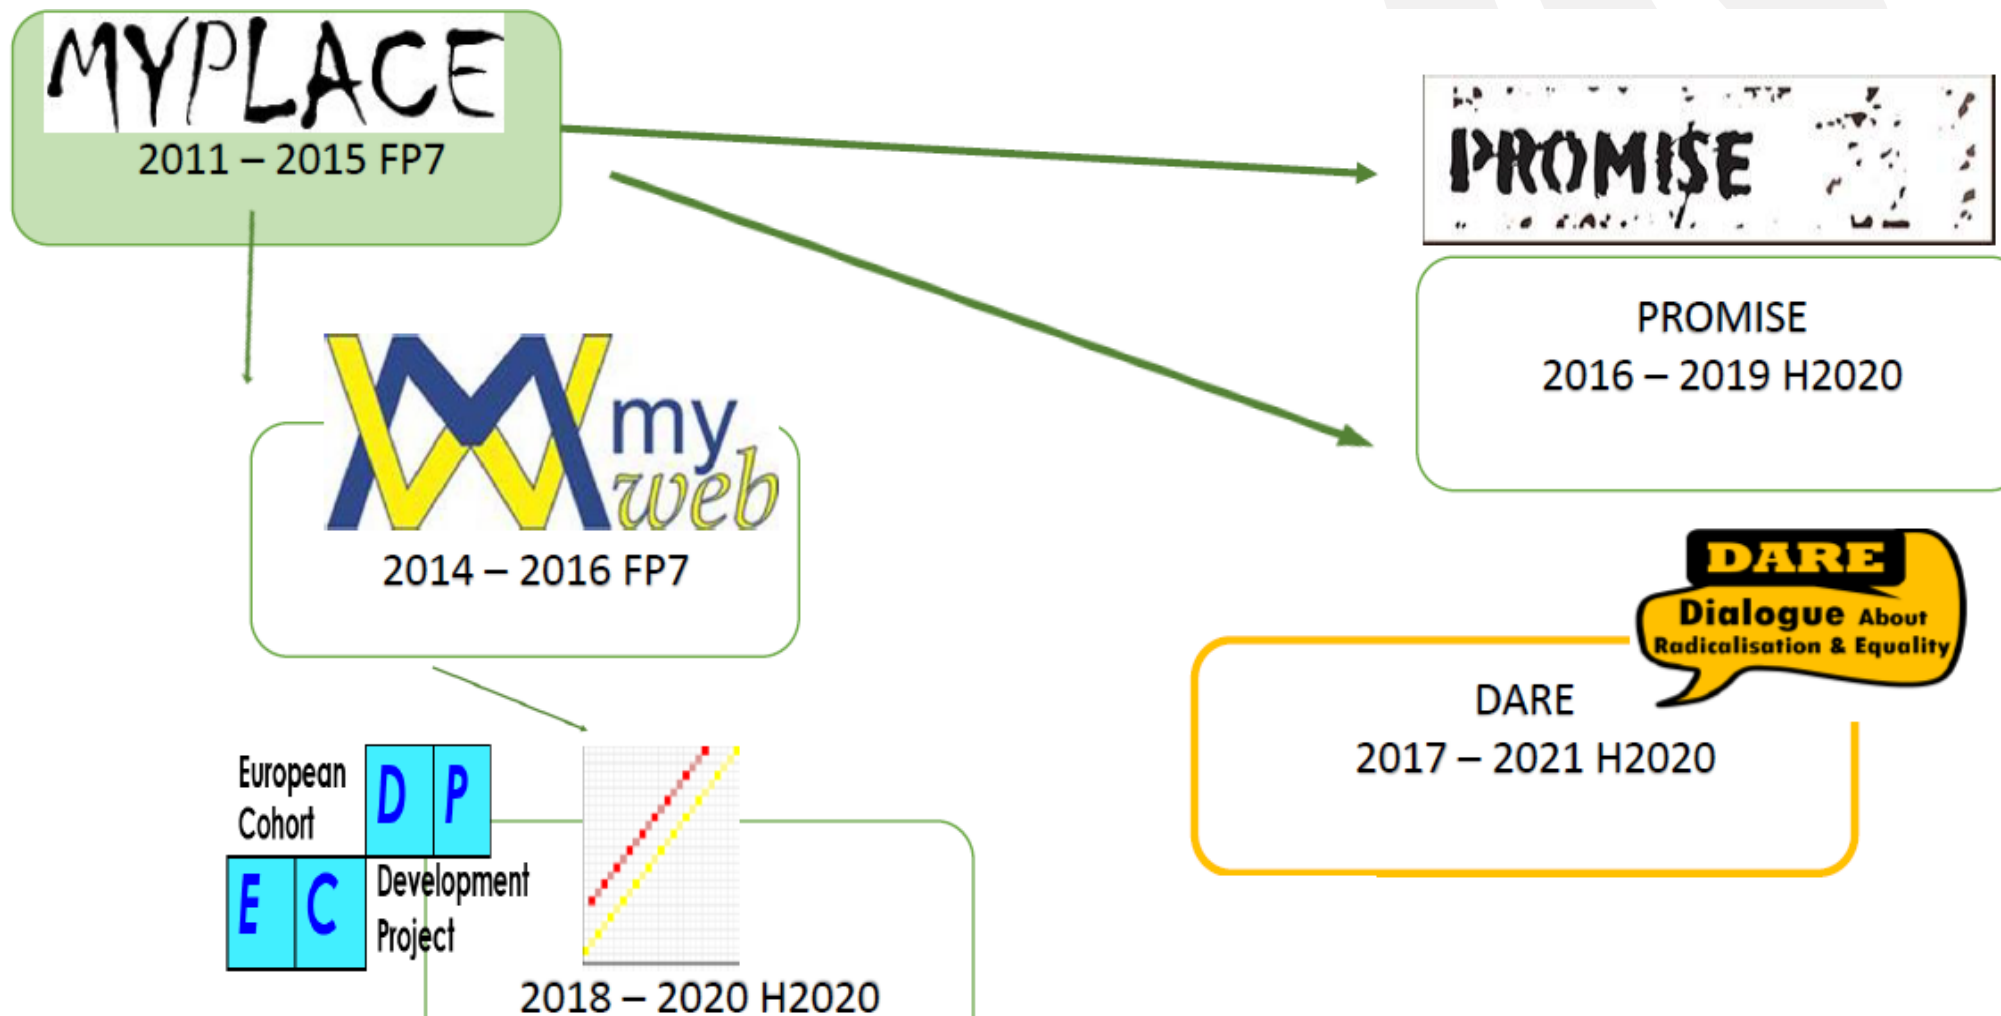 MYPLACE
2011 – 2015 FP7
PROMISE
PROMISE
2016 – 2019 H2020
my
web
2014 – 2016 FP7
DARE
Dialogue About
Radicalisation & Equality
DARE
2017 – 2021 H2020
European
Cohort
D P
E C
Development
Project
2018 – 2020 H2020